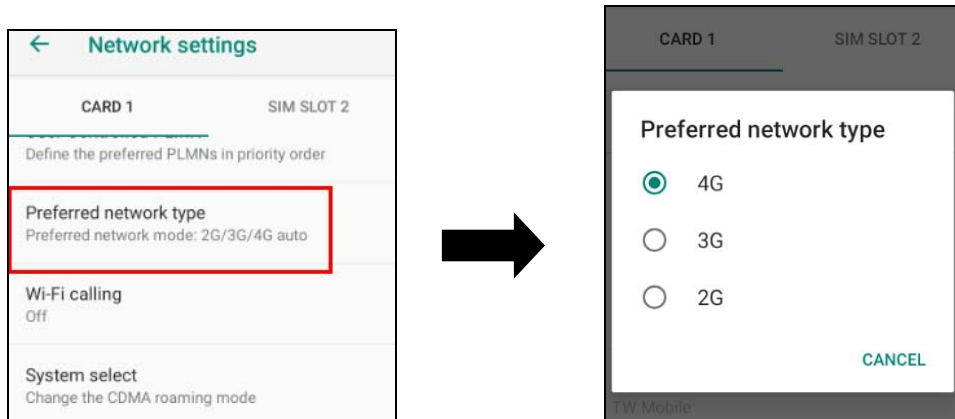 Network settings
CARD 1 SIM SLOT 2
Define the preferred PLMNs in priority order
Preferred network type
Preferred network mode: 2G/3G/4G auto
Wi-Fi calling
Off
System select
Change the CDMA roaming mode
CARD 1 SIM SLOT 2
Preferred network type
4G
3G
2G
CANCEL
TW Mobile